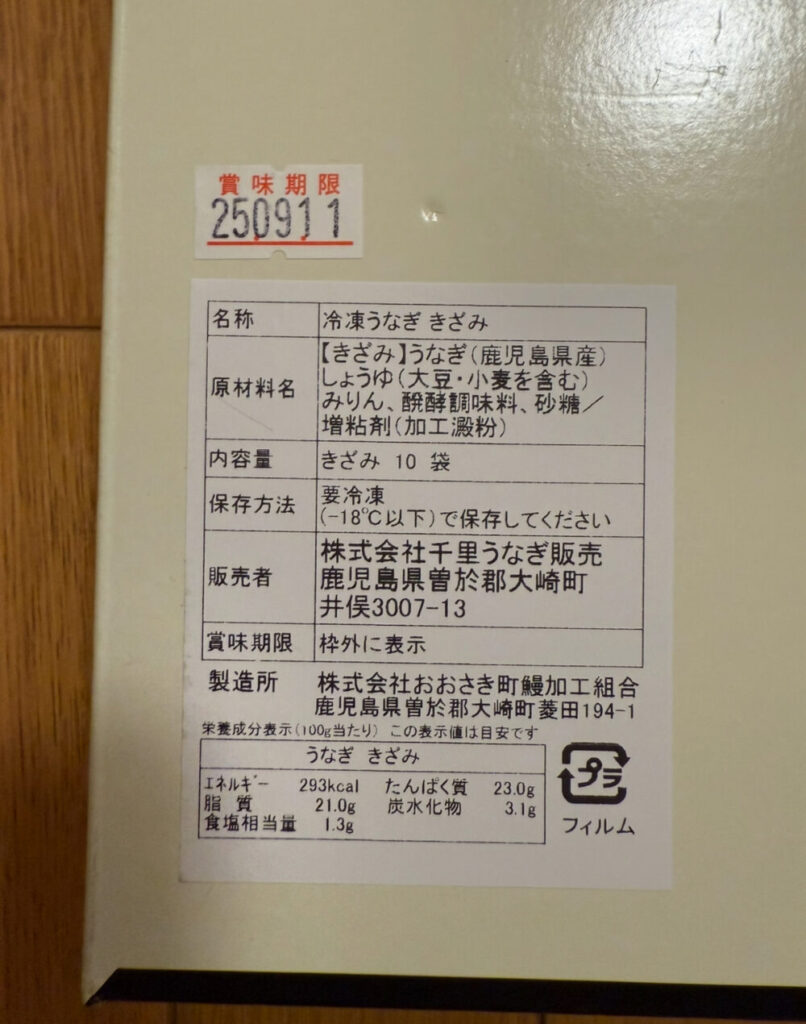 賞味期限
250911
名称 冷凍うなぎ きざみ
原材料名 【きざみ】うなぎ(鹿児島県産)
しょうゆ(大豆・小麦を含む)
みりん、醗酵調味料、砂糖/
増粘剤(加工澱粉)
内容量 きざみ 10 袋
保存方法 要冷凍
(-18℃以下)で保存してください
販売者 株式会社千里うなぎ販売
鹿児島県曽於郡大崎町
井俣3007-13
賞味期限 枠外に表示
製造所 株式会社おおさき町鰻加工組合
鹿児島県曽於郡大崎町菱田194-1
栄養成分表示(100g当たり) この表示値は目安です
うなぎ きざみ
エネルギー 293kcal たんぱく質 23.0g
脂質 21.0g 炭水化物 3.1g
食塩相当量 1.3g
プラ
フィルム